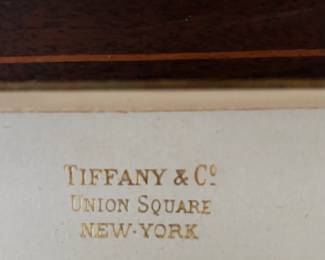 TIFFANY & Cº
UNION SQUARE
NEW-YORK